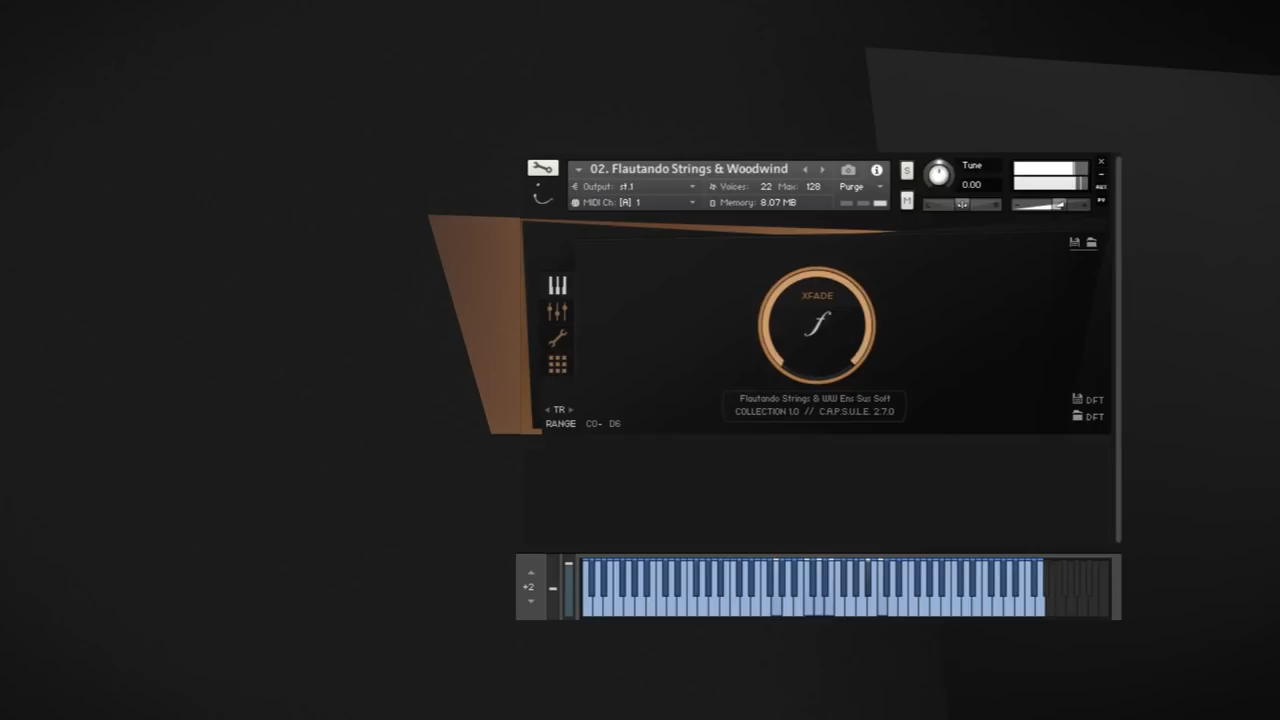 02. Flautando Strings & Woodwind
Output: st.1
Voices: 22 Max: 128
Purge
MIDI Ch: [A] 1
Memory: 8.07 MB
S
M
Tune
0.00
AUX
PV
XFADE
f
Flautando Strings & WW Ens Sus Soft
COLLECTION 1.0 // C.A.P.S.U.L.E. 2.7.0
TR
RANGE C0- D6
DFT
DFT
+2